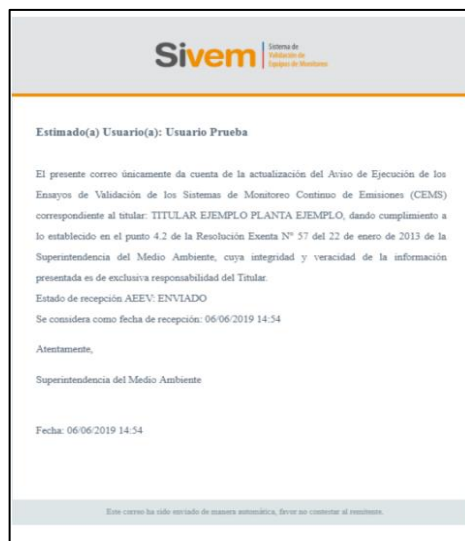 Sivem
Sistema de
Validación de
Equipos de Monitoreo
Estimado(a) Usuario(a): Usuario Prueba
El presente correo únicamente da cuenta de la actualización del Aviso de Ejecución de los
Ensayos de Validación de los Sistemas de Monitoreo Continuo de Emisiones (CEMS)
correspondiente al titular: TITULAR EJEMPLO PLANTA EJEMPLO, dando cumplimiento a
lo establecido en el punto 4.2 de la Resolución Exenta N° 57 del 22 de enero de 2013 de la
Superintendencia del Medio Ambiente, cuya integridad y veracidad de la información
presentada es de exclusiva responsabilidad del Titular.
Estado de recepción AEEV: ENVIADO
Se considera como fecha de recepción: 06/06/2019 14:54
Atentamente,
Superintendencia del Medio Ambiente
Fecha: 06/06/2019 14:54
Este correo ha sido enviado de manera automática, favor no contestar al remitente.